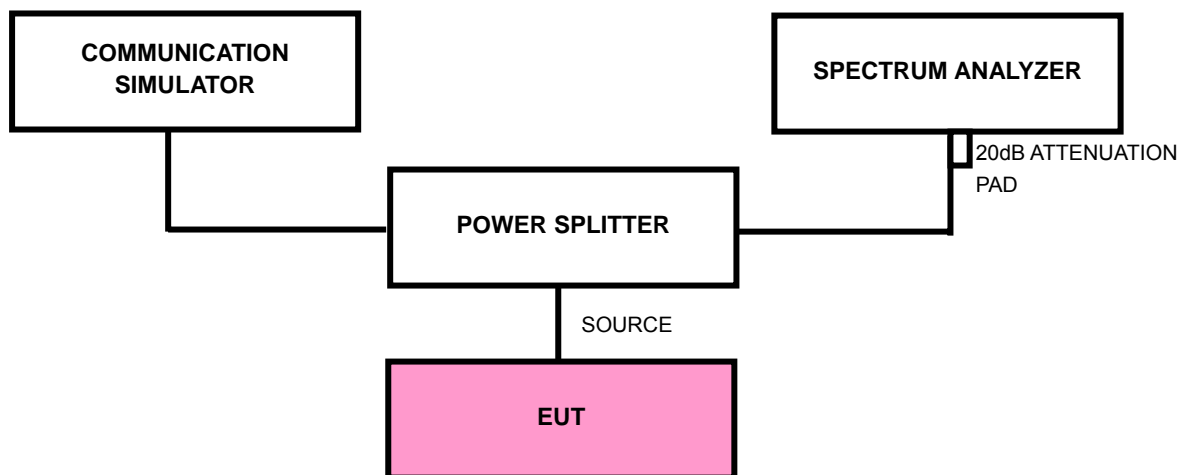 COMMUNICATION
SIMULATOR
SPECTRUM ANALYZER
20dB ATTENUATION
PAD
POWER SPLITTER
SOURCE
EUT